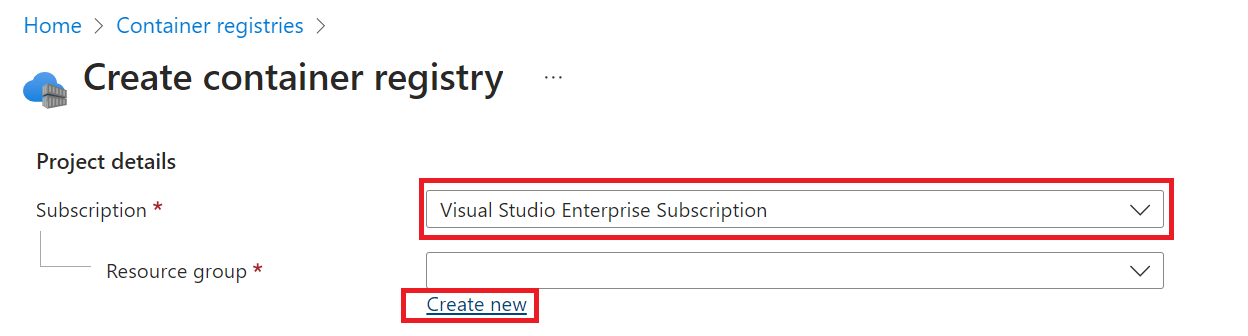 Home > Container registries >
Create container registry ...
Project details
Subscription * Visual Studio Enterprise Subscription
Resource group *
Create new